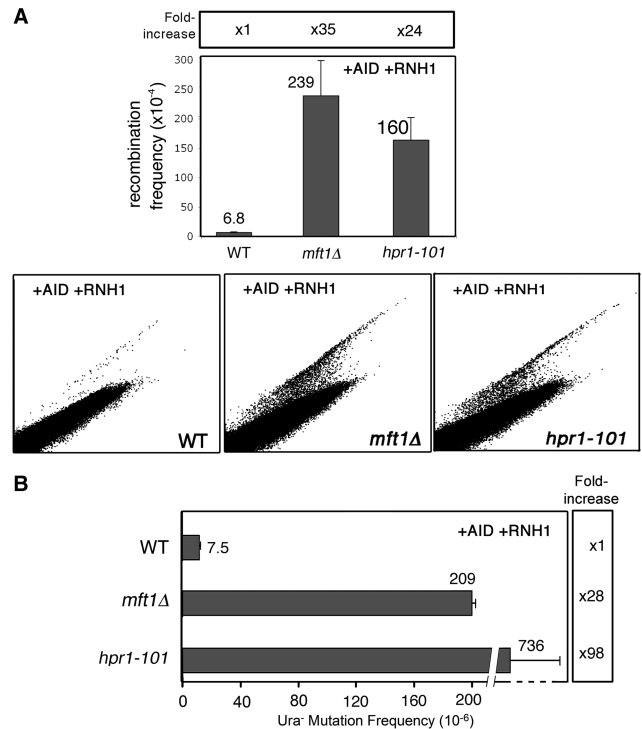 A
Fold-
increase
x1 x35 x24
+AID +RNH1
recombination
frequency (x10-4)
300
250
200
150
100
50
0
6.8
239
160
WT mft1Δ hpr1-101
+AID +RNH1
WT
+AID +RNH1
mft1Δ
+AID +RNH1
hpr1-101
B
Fold-
increase
+AID +RNH1
WT 7.5 x1
mft1Δ 209 x28
hpr1-101 736 x98
0 40 80 120 160 200
Ura- Mutation Frequency (10-6)